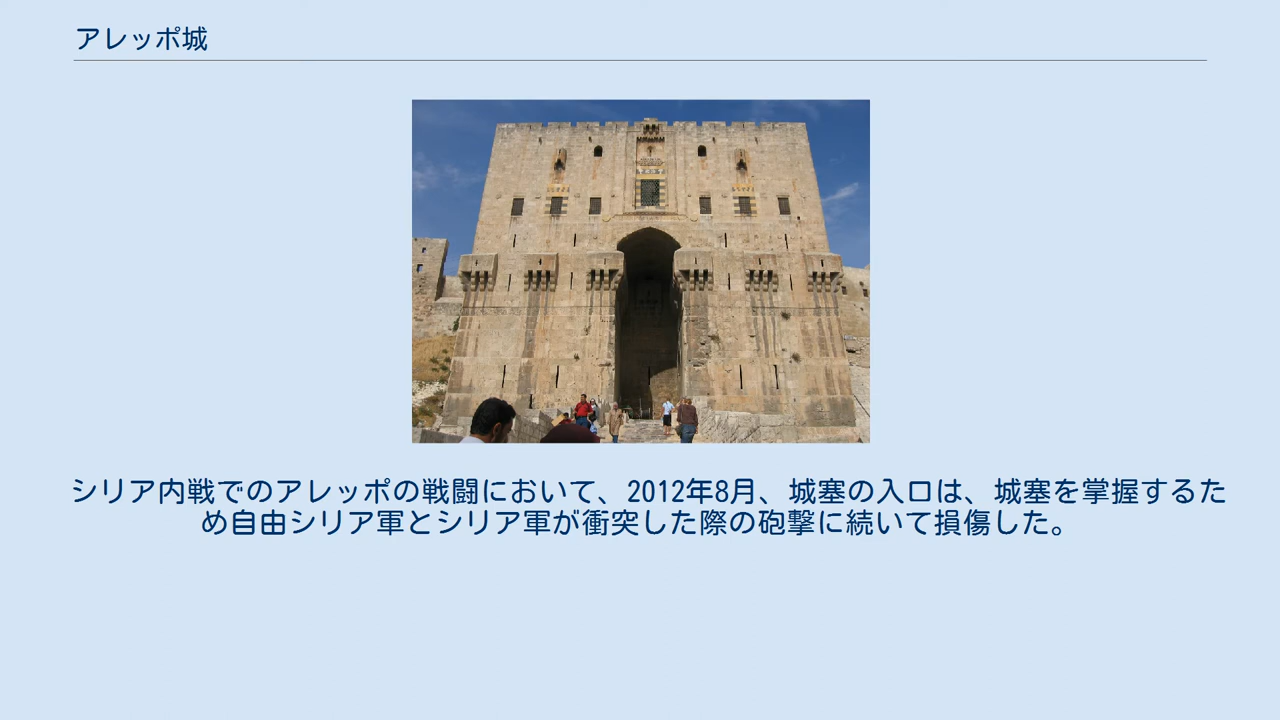 アレッポ城
シリア内戦でのアレッポの戦闘において、2012年8月、城塞の入口は、城塞を掌握するた
め自由シリア軍とシリア軍が衝突した際の砲撃に続いて損傷した。